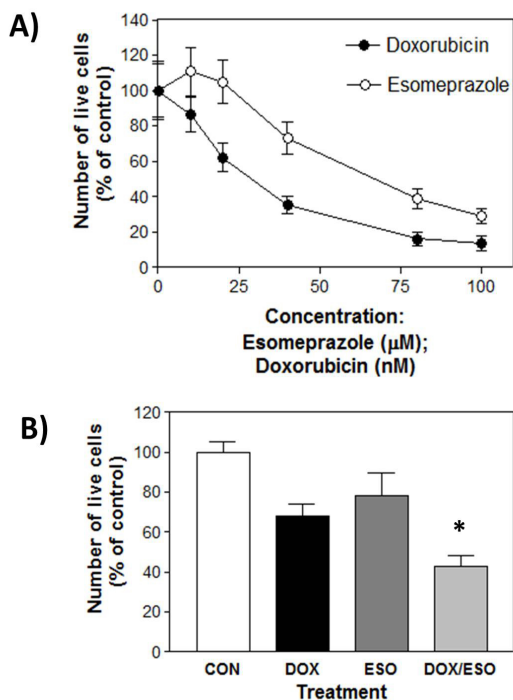 A)
Number of live cells
(% of control)
140
120
100
80
60
40
20
0
Doxorubicin
Esomeprazole
0 25 50 75 100
Concentration:
Esomeprazole (μM);
Doxorubicin (nM)
B)
Number of live cells
(% of control)
120
100
80
60
40
20
0
*
CON DOX ESO DOX/ESO
Treatment